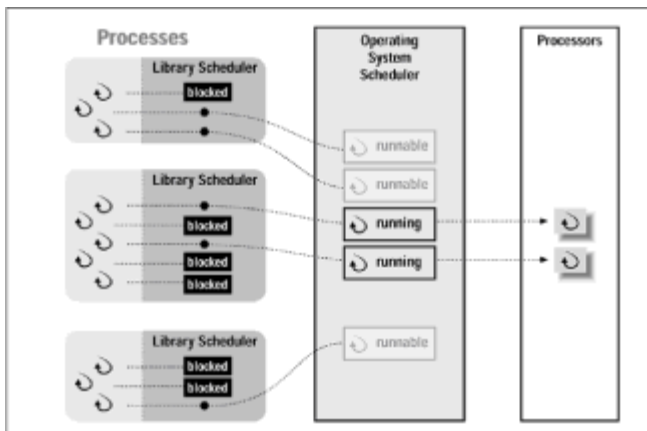 Processes
Library Scheduler
blocked
Library Scheduler
blocked
blocked
blocked
Library Scheduler
blocked
blocked
Operating
System
Scheduler
runnable
runnable
running
running
runnable
Processors